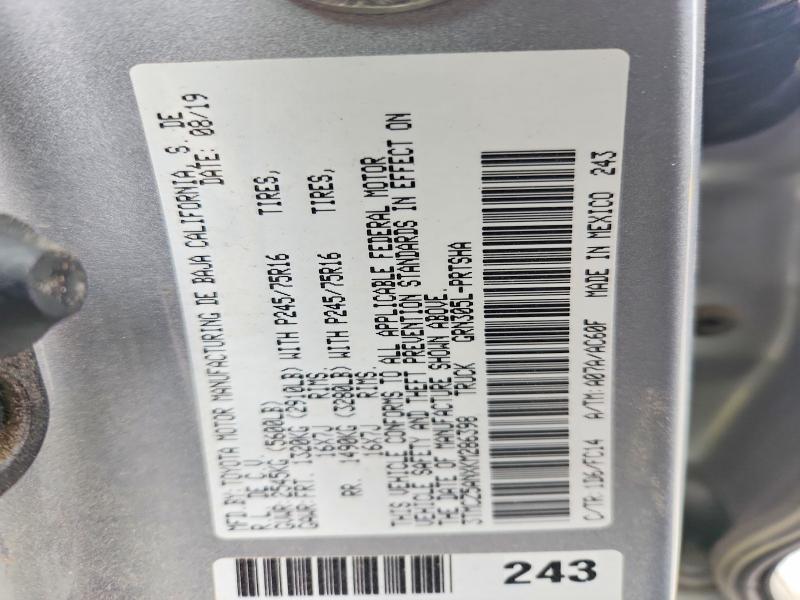 MFD. BY: TOYOTA MOTOR MANUFACTURING DE BAJA CALIFORNIA, S. DE
R.L. DE C.V. DATE: 08/19
GVWR: 2545KG (5600LB)
GAWR: FRT. 1320KG (2910LB) WITH P245/75R16 TIRES,
16X7J RIMS.
RR. 1490KG (3280LB) WITH P245/75R16 TIRES,
16X7J RIMS.
THIS VEHICLE CONFORMS TO ALL APPLICABLE FEDERAL MOTOR
VEHICLE SAFETY AND THEFT PREVENTION STANDARDS IN EFFECT ON
THE DATE OF MANUFACTURE SHOWN ABOVE.
TRUCK GRN305L-PRTSHA
C/TR: 1D6/FC14 A/TM: A07A/AC60F MADE IN MEXICO 243
243